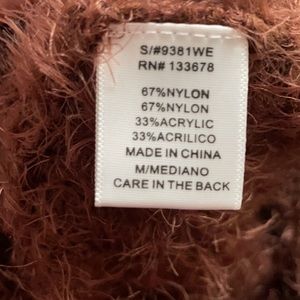 S/#9381WE
RN# 133678
67%NYLON
67%NYLON
33%ACRYLIC
33%ACRILICO
MADE IN CHINA
M/MEDIANO
CARE IN THE BACK